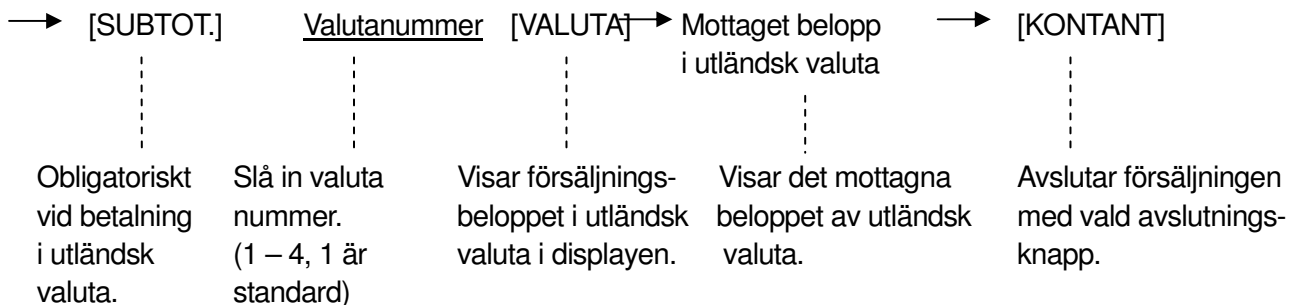 [SUBTOT.] Valutanummer [VALUTA] Mottaget belopp [KONTANT]
i utländsk valuta
Obligatoriskt Slå in valuta Visar försäljnings- Visar det mottagna Avslutar försäljningen
vid betalning nummer. beloppet i utländsk beloppet av utländsk med vald avslutnings-
i utländsk (1 – 4, 1 är valuta i displayen. valuta. knapp.
valuta. standard)